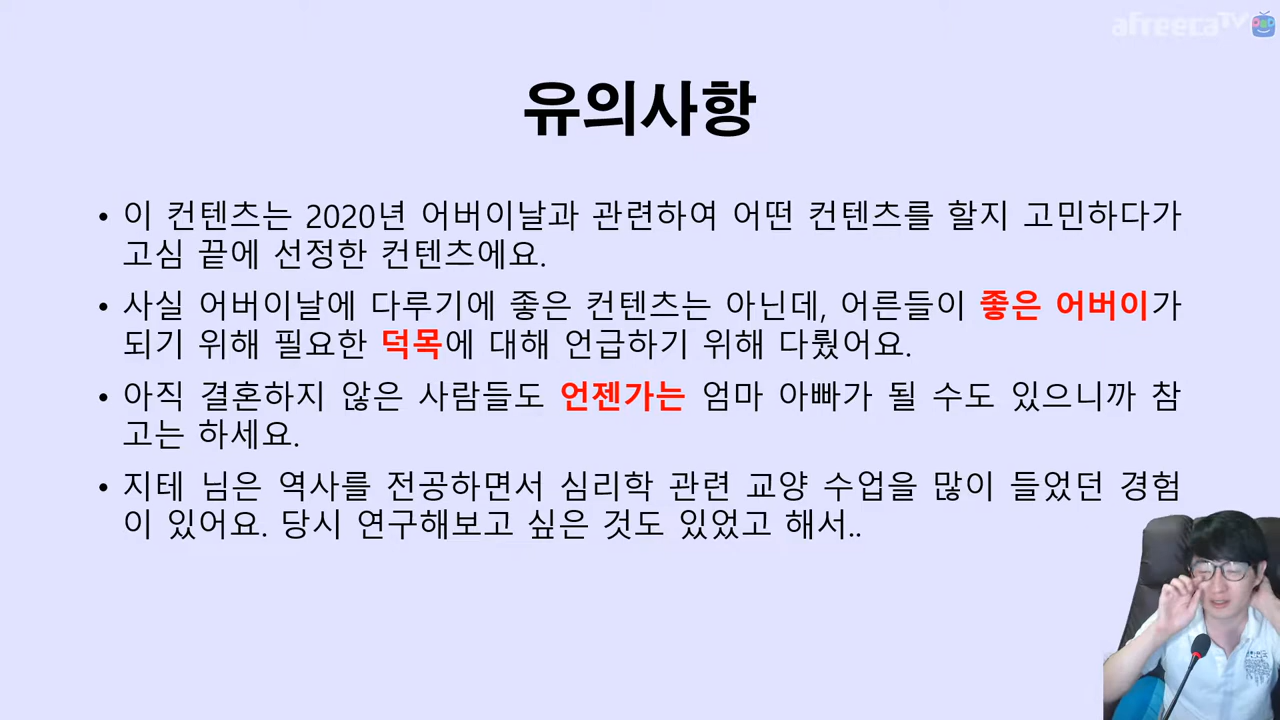 afreecaTV
유의사항
• 이 컨텐츠는 2020년 어버이날과 관련하여 어떤 컨텐츠를 할지 고민하다가
고심 끝에 선정한 컨텐츠에요.
• 사실 어버이날에 다루기에 좋은 컨텐츠는 아닌데, 어른들이 좋은 어버이가
되기 위해 필요한 덕목에 대해 언급하기 위해 다뤘어요.
• 아직 결혼하지 않은 사람들도 언젠가는 엄마 아빠가 될 수도 있으니까 참
고는 하세요.
• 지테 님은 역사를 전공하면서 심리학 관련 교양 수업을 많이 들었던 경험
이 있어요. 당시 연구해보고 싶은 것도 있었고 해서..